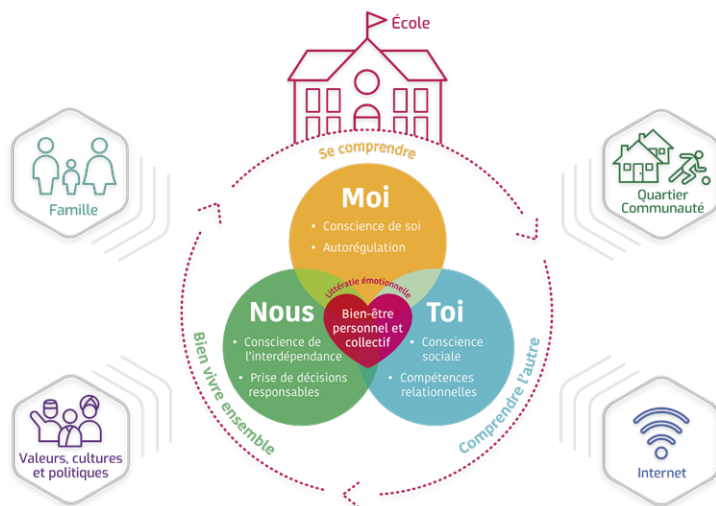 École
Se comprendre
Famille
Quartier
Communauté
Moi
• Conscience de soi
• Autorégulation
Littératie émotionnelle
Bien-être
personnel et
collectif
Nous
• Conscience de
l'interdépendance
• Prise de décisions
responsables
Toi
• Conscience
sociale
• Compétences
relationnelles
Bien vivre ensemble
Comprendre l'autre
Valeurs, cultures
et politiques
Internet